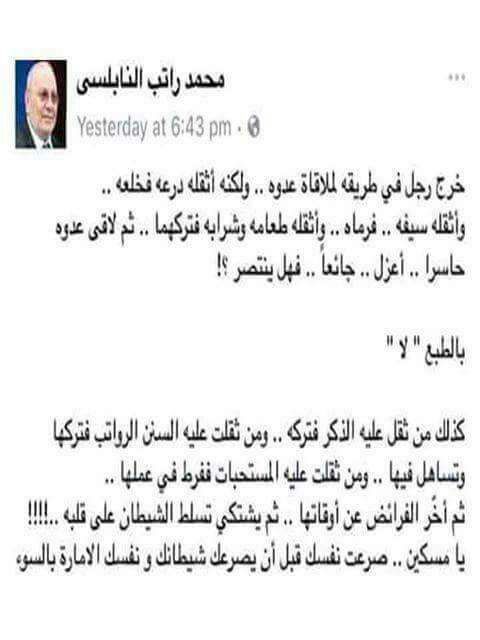 محمد راتب النابلسى
Yesterday at 6:43 pm ·
خرج رجل في طريقه لملاقاة عدوه .. ولكنه أثقله درعه فخلعه ..
وأثقله سيفه .. فرماه .. وأثقله طعامه وشرابه فتركهما .. ثم لاقى عدوه
حاسرا .. أعزل .. جائعاً .. فهل ينتصر ؟!
بالطبع " لا "
كذلك من ثقل عليه الذكر فتركه .. ومن ثقلت عليه السنن الرواتب فتركها
وتساهل فيها .. ومن ثقلت عليه المستحبات ففرط في عملها ..
ثم أخَّر الفرائض عن أوقاتها .. ثم يشتكي تسلط الشيطان على قلبه ..!!!!
يا مسكين .. صرعت نفسك قبل أن يصرعك شيطانك و نفسك الامارة بالسوء